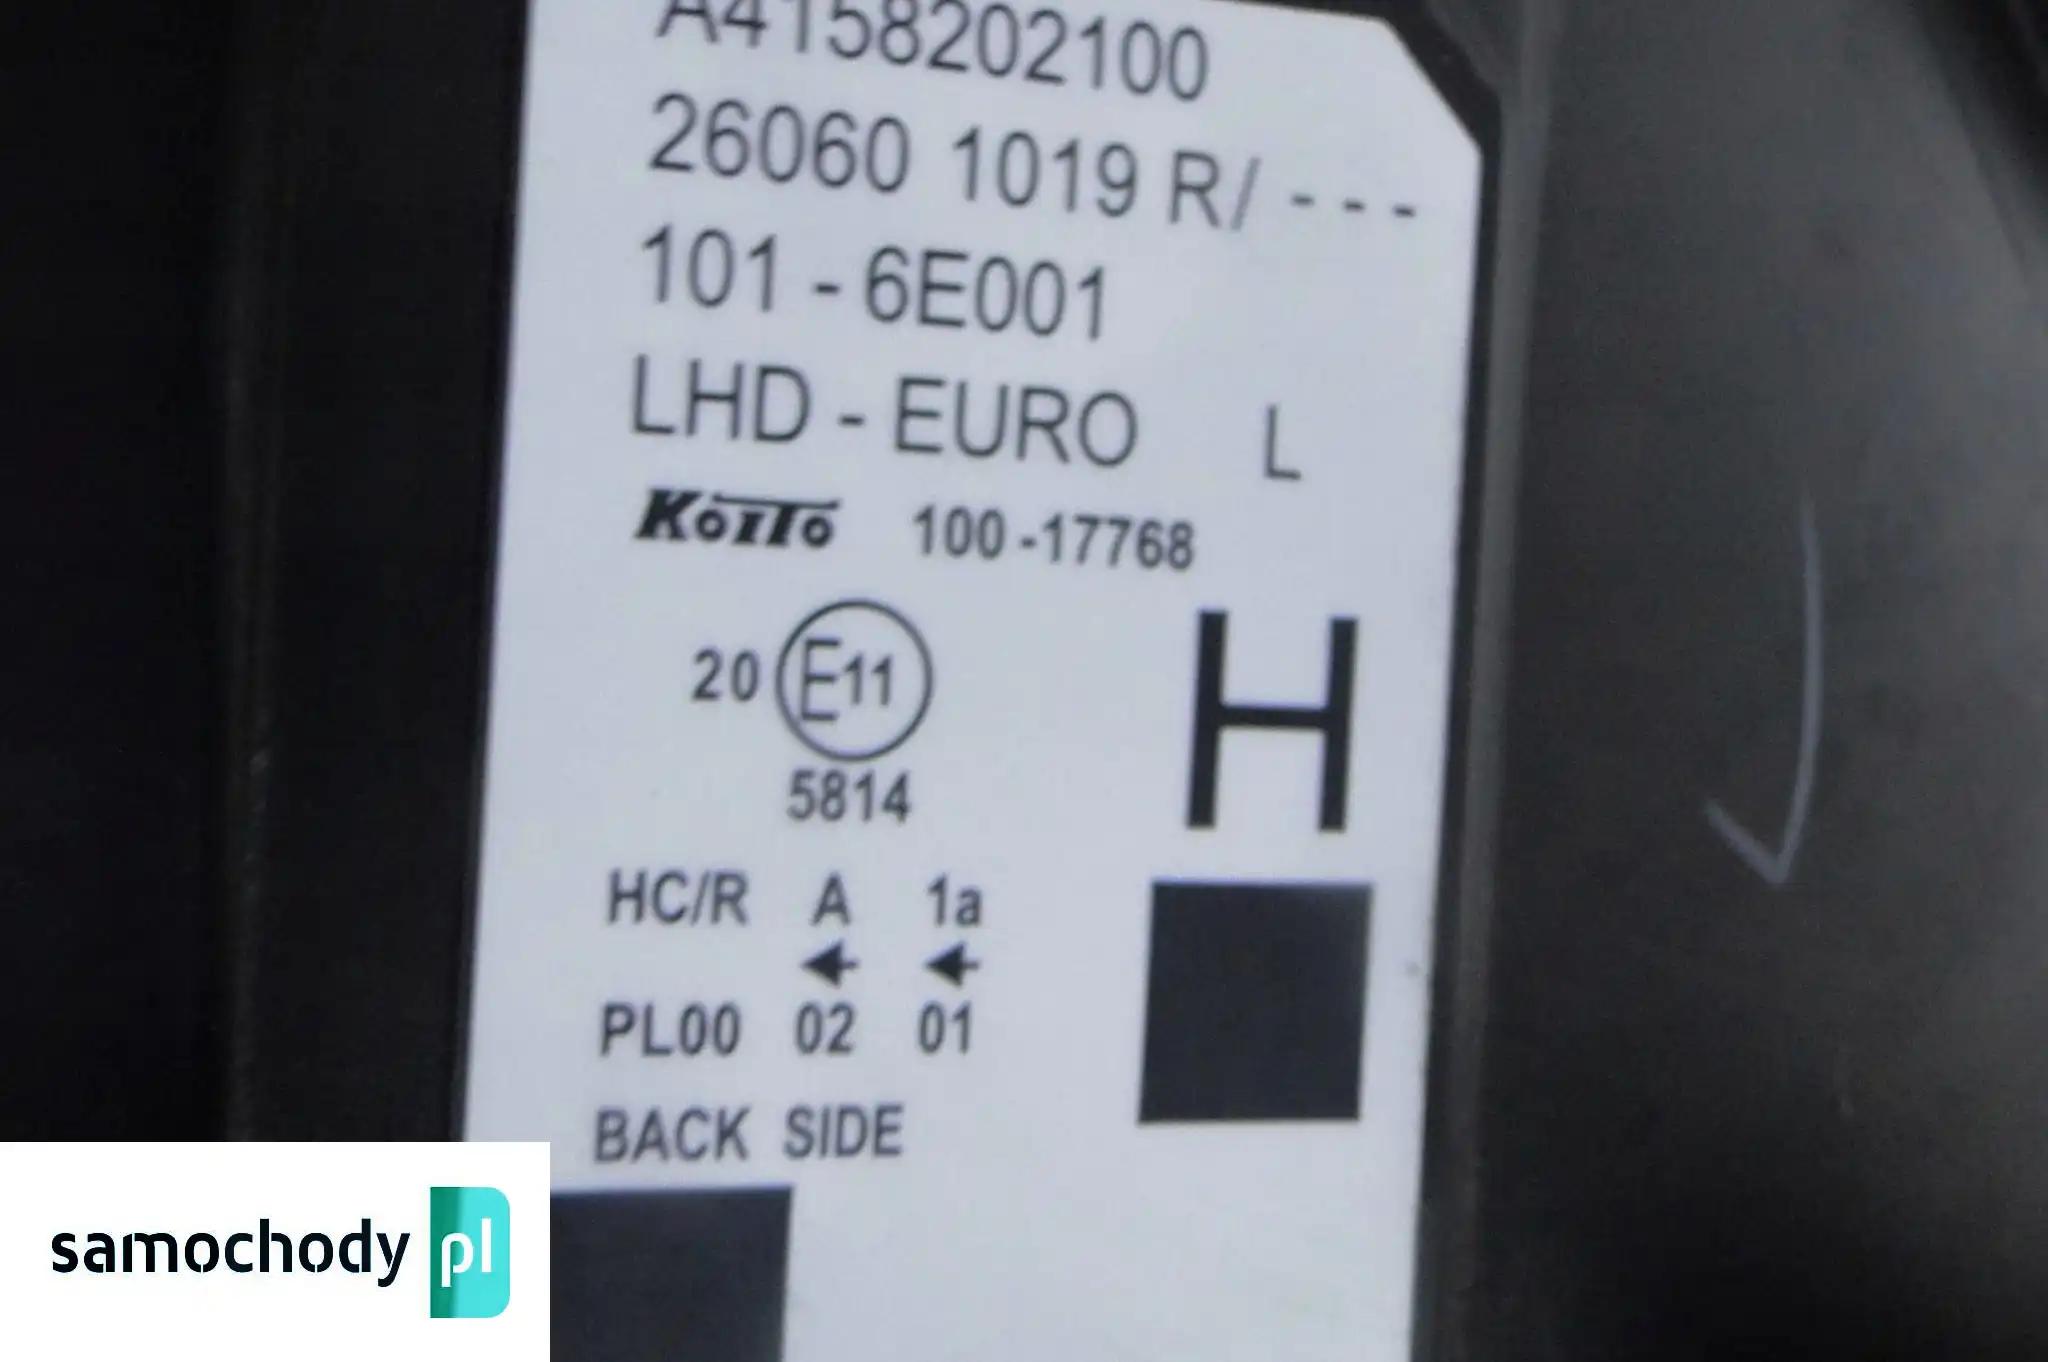 A4158202100
26060 1019 R/ - - -
101 - 6E001
LHD - EURO L
KOITO 100 -17768
20 E11
5814
H
HC/R A 1a
PL00 02 01
BACK SIDE
samochody pl